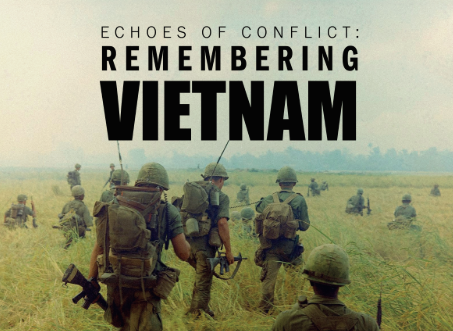 ECHOES OF CONFLICT:
REMEMBERING
VIETNAM